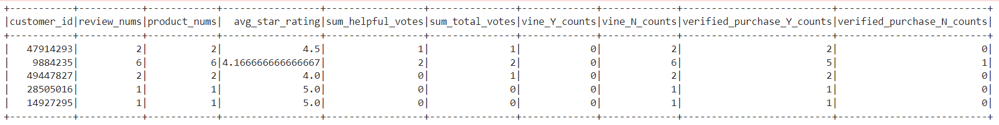 +-----------+-----------+------------+-----------------+-----------------+---------------+-------------+-------------+--------------------------+--------------------------+
|customer_id|review_nums|product_nums|  avg_star_rating|sum_helpful_votes|sum_total_votes|vine_Y_counts|vine_N_counts|verified_purchase_Y_counts|verified_purchase_N_counts|
+-----------+-----------+------------+-----------------+-----------------+---------------+-------------+-------------+--------------------------+--------------------------+
|   47914293|          2|           2|              4.5|                1|              1|            0|            2|                         2|                         0|
|    9884235|          6|           6|4.166666666666667|                2|              2|            0|            6|                         5|                         1|
|   49447827|          2|           2|              4.0|                0|              1|            0|            2|                         2|                         0|
|   28505016|          1|           1|              5.0|                0|              0|            0|            1|                         1|                         0|
|   14927295|          1|           1|              5.0|                0|              0|            0|            1|                         1|                         0|
+-----------+-----------+------------+-----------------+-----------------+---------------+-------------+-------------+--------------------------+--------------------------+